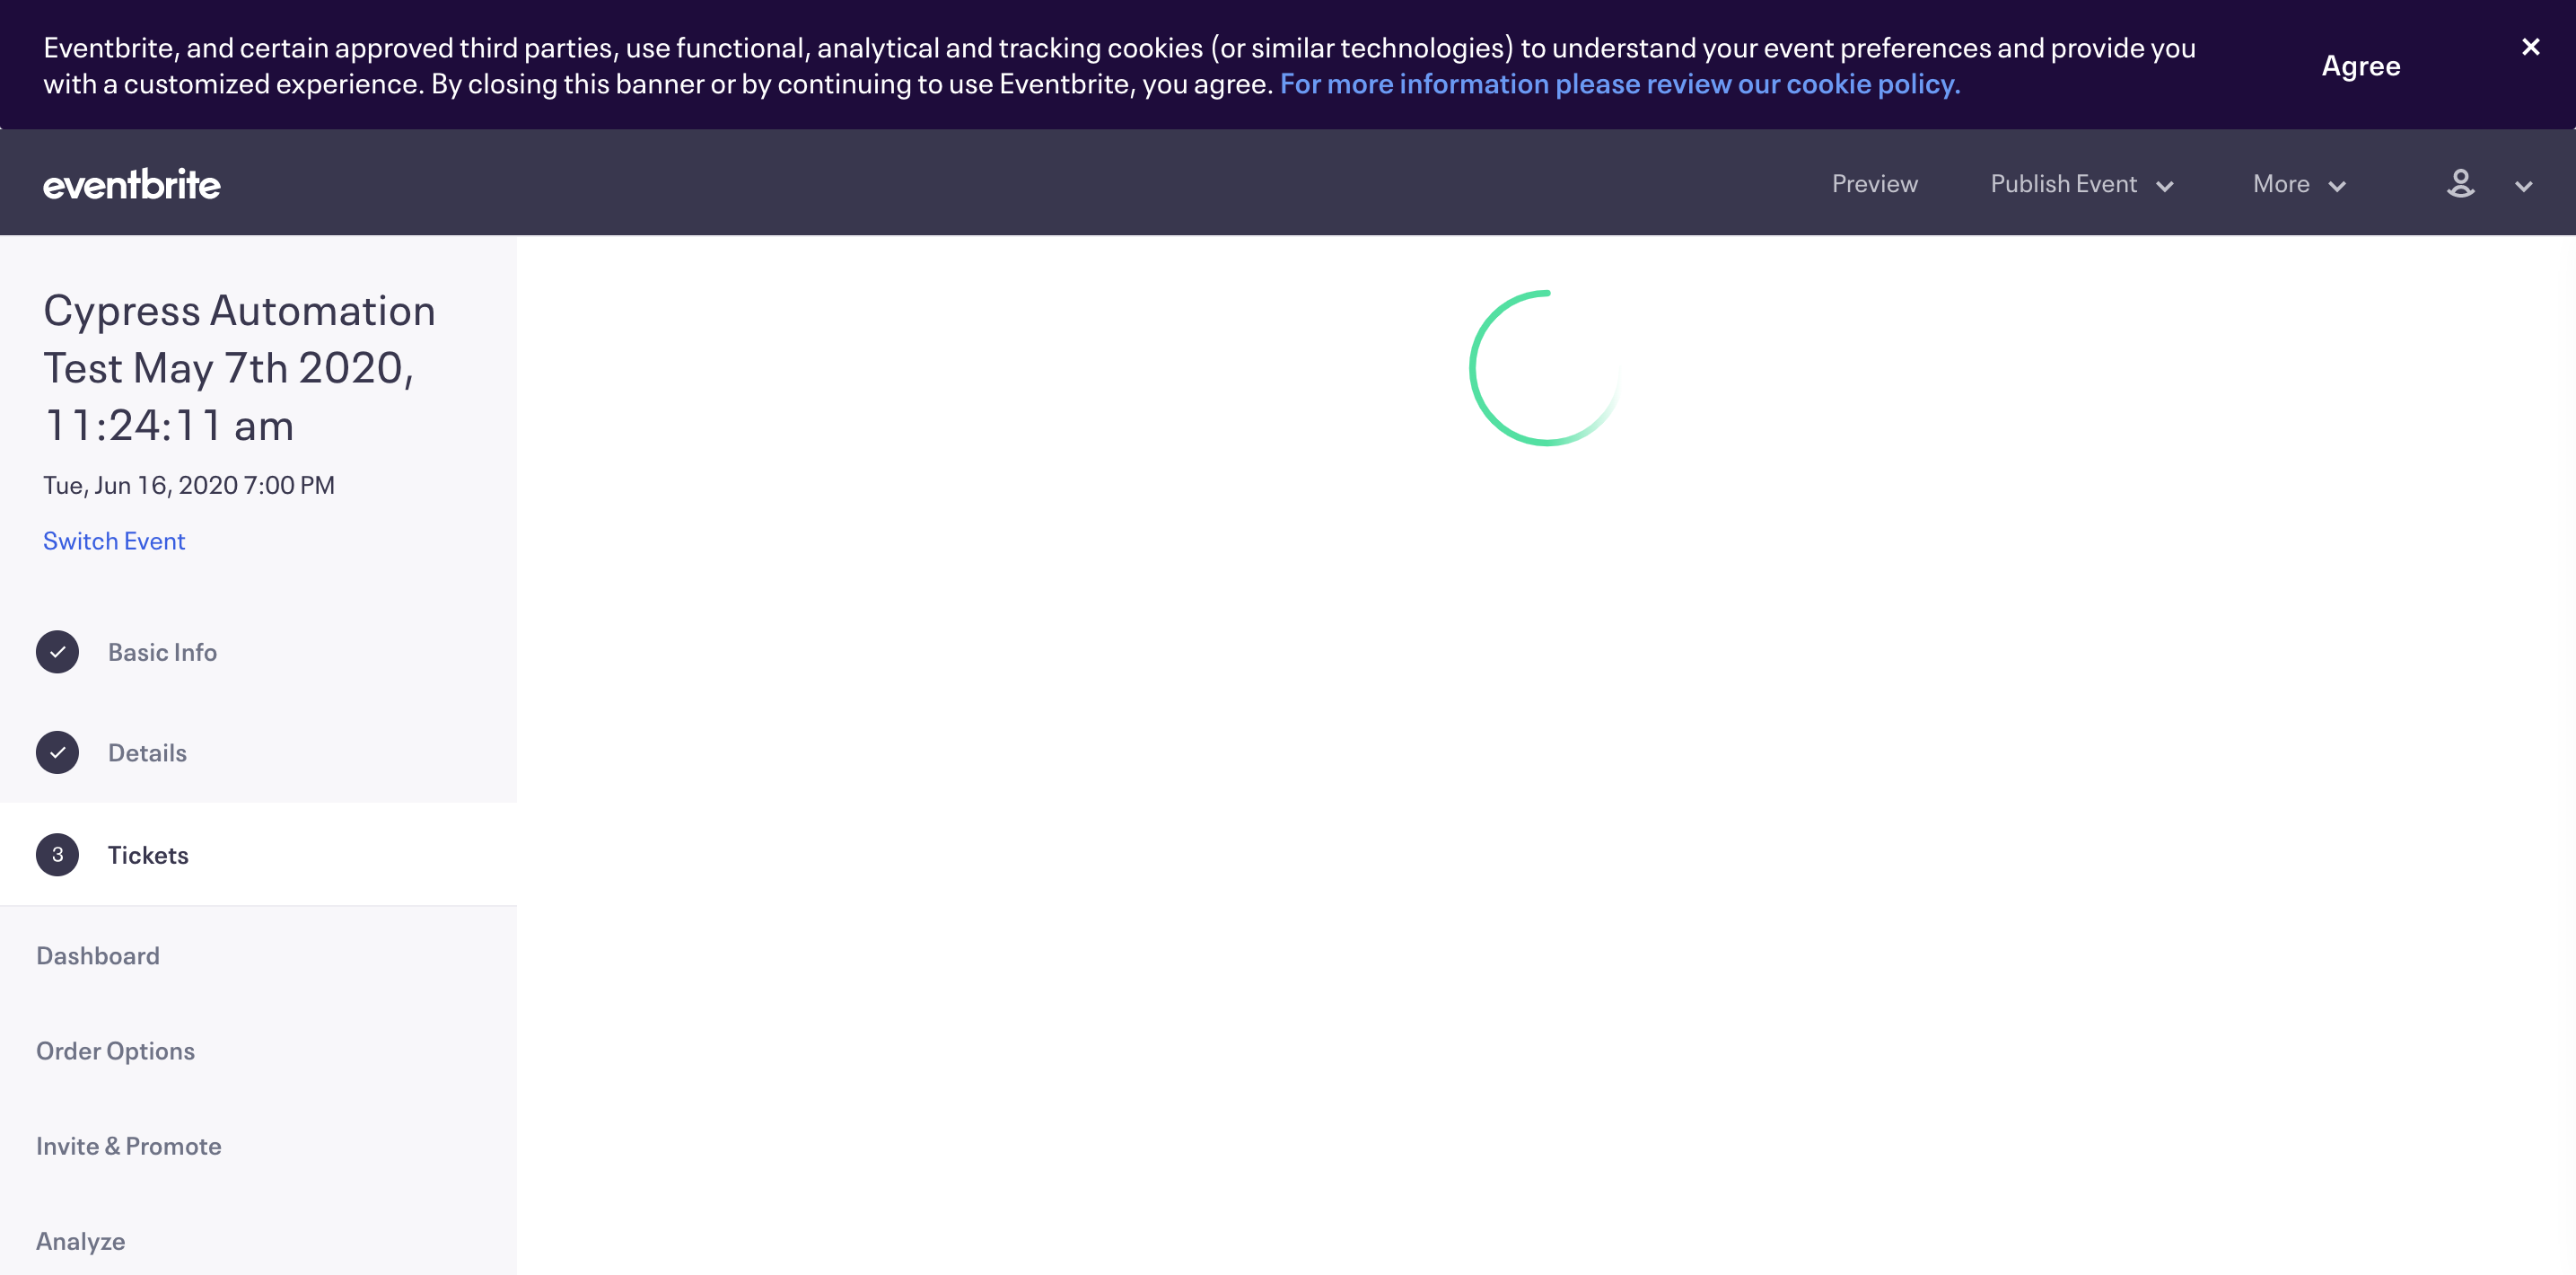 Eventbrite, and certain approved third parties, use functional, analytical and tracking cookies (or similar technologies) to understand your event preferences and provide you
with a customized experience. By closing this banner or by continuing to use Eventbrite, you agree. For more information please review our cookie policy.
Agree
eventbrite
Preview
Publish Event
More
Cypress Automation
Test May 7th 2020,
11:24:11 am
Tue, Jun 16, 2020 7:00 PM
Switch Event
Basic Info
Details
3 Tickets
Dashboard
Order Options
Invite & Promote
Analyze